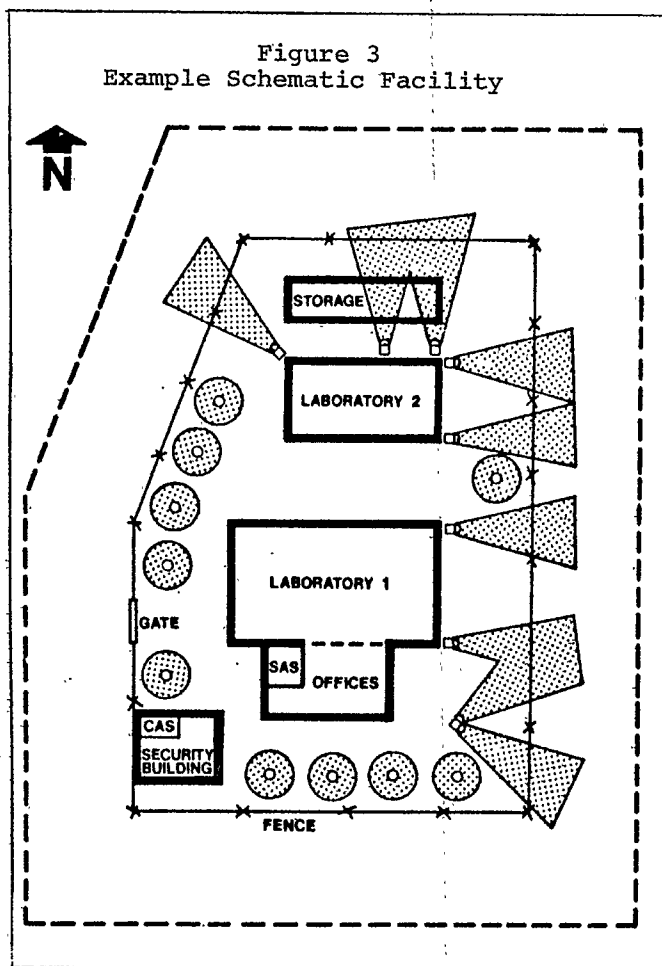 Figure 3
Example Schematic Facility
N
STORAGE
LABORATORY 2
LABORATORY 1
GATE
SAS
OFFICES
CAS
SECURITY
BUILDING
FENCE